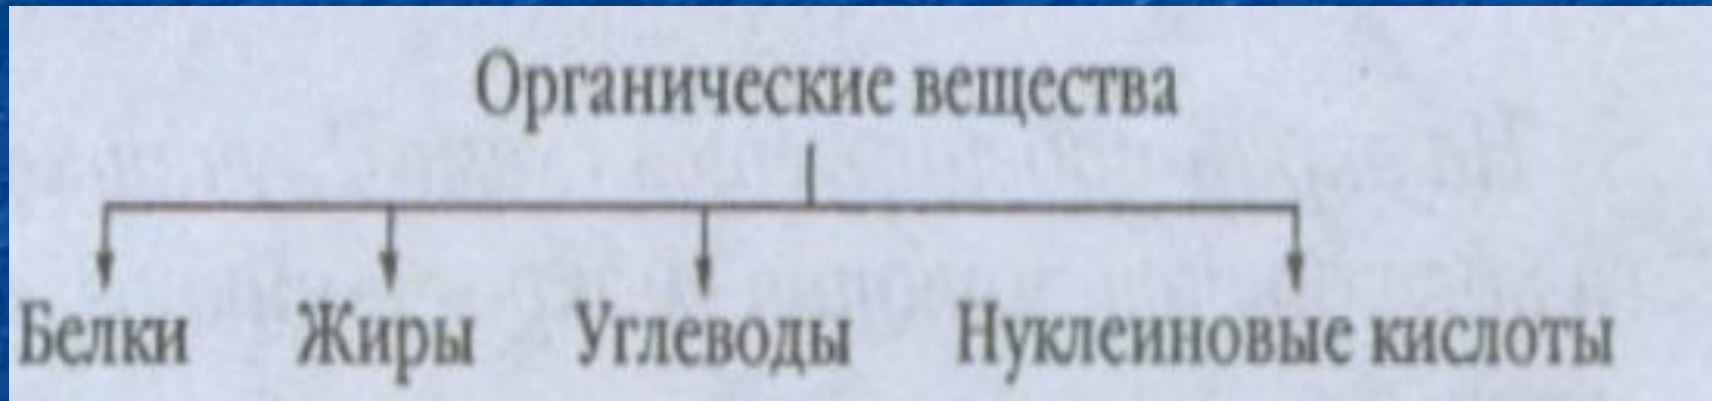 Органические вещества
Белки Жиры Углеводы Нуклеиновые кислоты